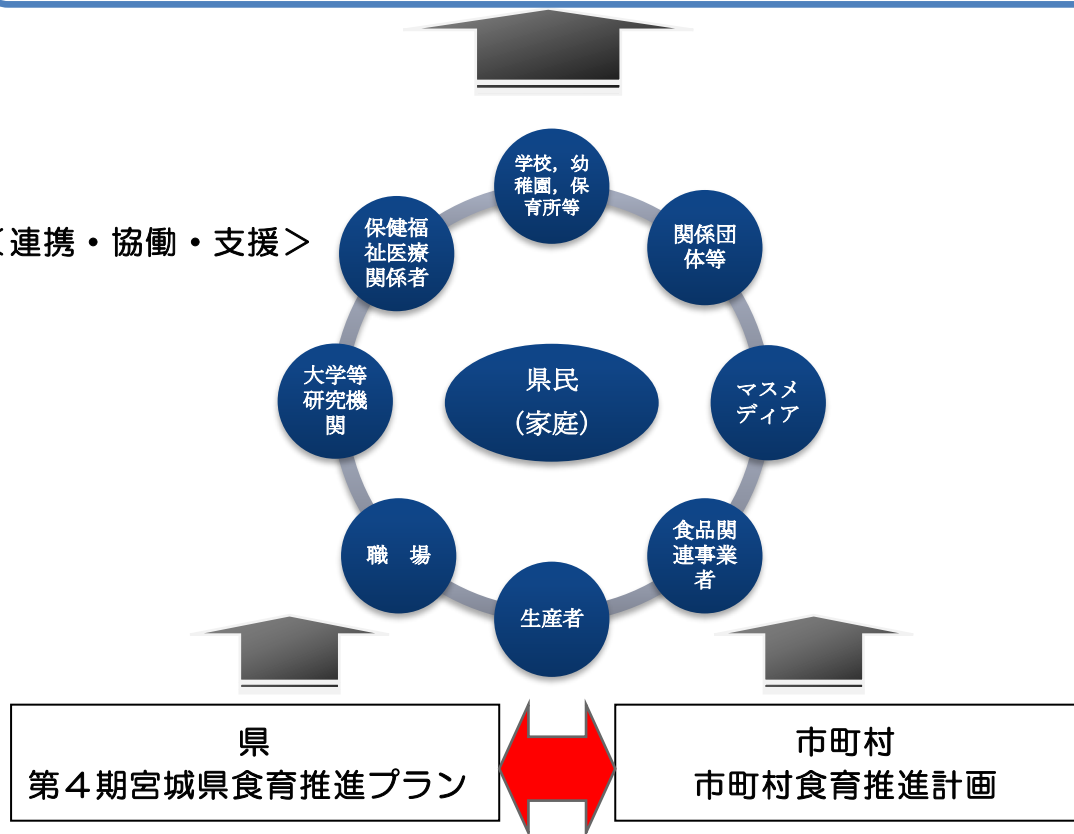 学校，幼
稚園，保
育所等
保健福
祉医療
関係者
関係団
体等
＜連携・協働・支援＞
大学等
研究機
関
県民
（家庭）
マスメ
ディア
職　場
食品関
連事業
者
生産者
県
第４期宮城県食育推進プラン
市町村
市町村食育推進計画